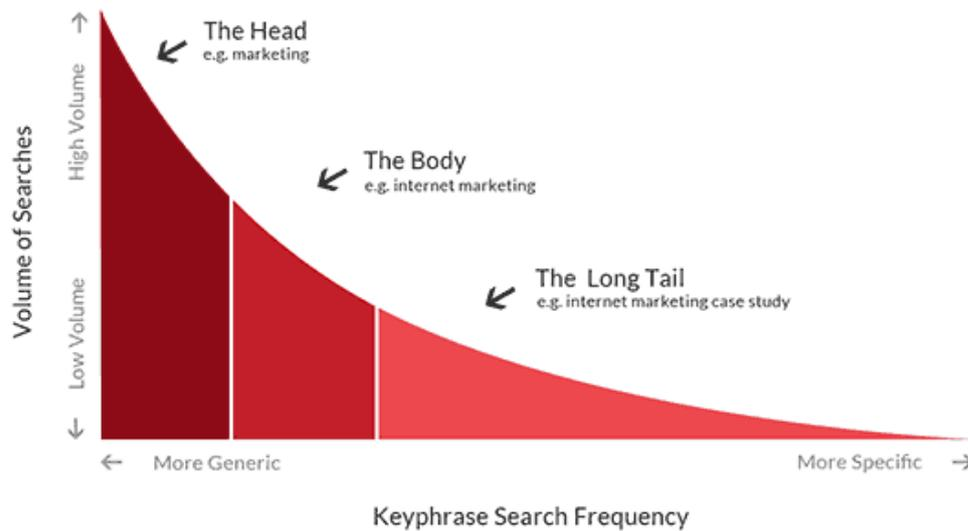 The Head
e.g. marketing
The Body
e.g. internet marketing
The Long Tail
e.g. internet marketing case study
Volume of Searches
High Volume
Low Volume
More Generic
More Specific
Keyphrase Search Frequency